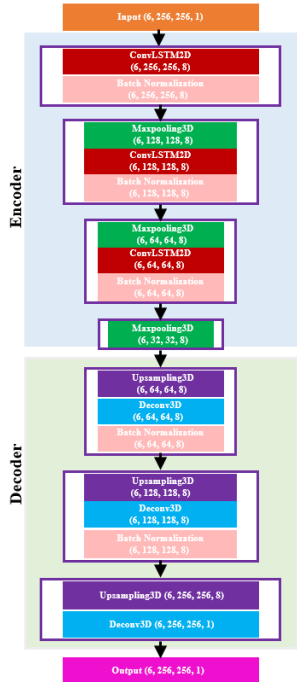 Input (6, 256, 256, 1)
Encoder
ConvLSTM2D
(6, 256, 256, 8)
Batch Normalization
(6, 256, 256, 8)
Maxpooling3D
(6, 128, 128, 8)
ConvLSTM2D
(6, 128, 128, 8)
Batch Normalization
(6, 128, 128, 8)
Maxpooling3D
(6, 64, 64, 8)
ConvLSTM2D
(6, 64, 64, 8)
Batch Normalization
(6, 64, 64, 8)
Maxpooling3D
(6, 32, 32, 8)
Decoder
Upsampling3D
(6, 64, 64, 8)
Deconv3D
(6, 64, 64, 8)
Batch Normalization
(6, 64, 64, 8)
Upsampling3D
(6, 128, 128, 8)
Deconv3D
(6, 128, 128, 8)
Batch Normalization
(6, 128, 128, 8)
Upsampling3D (6, 256, 256, 8)
Deconv3D (6, 256, 256, 1)
Output (6, 256, 256, 1)